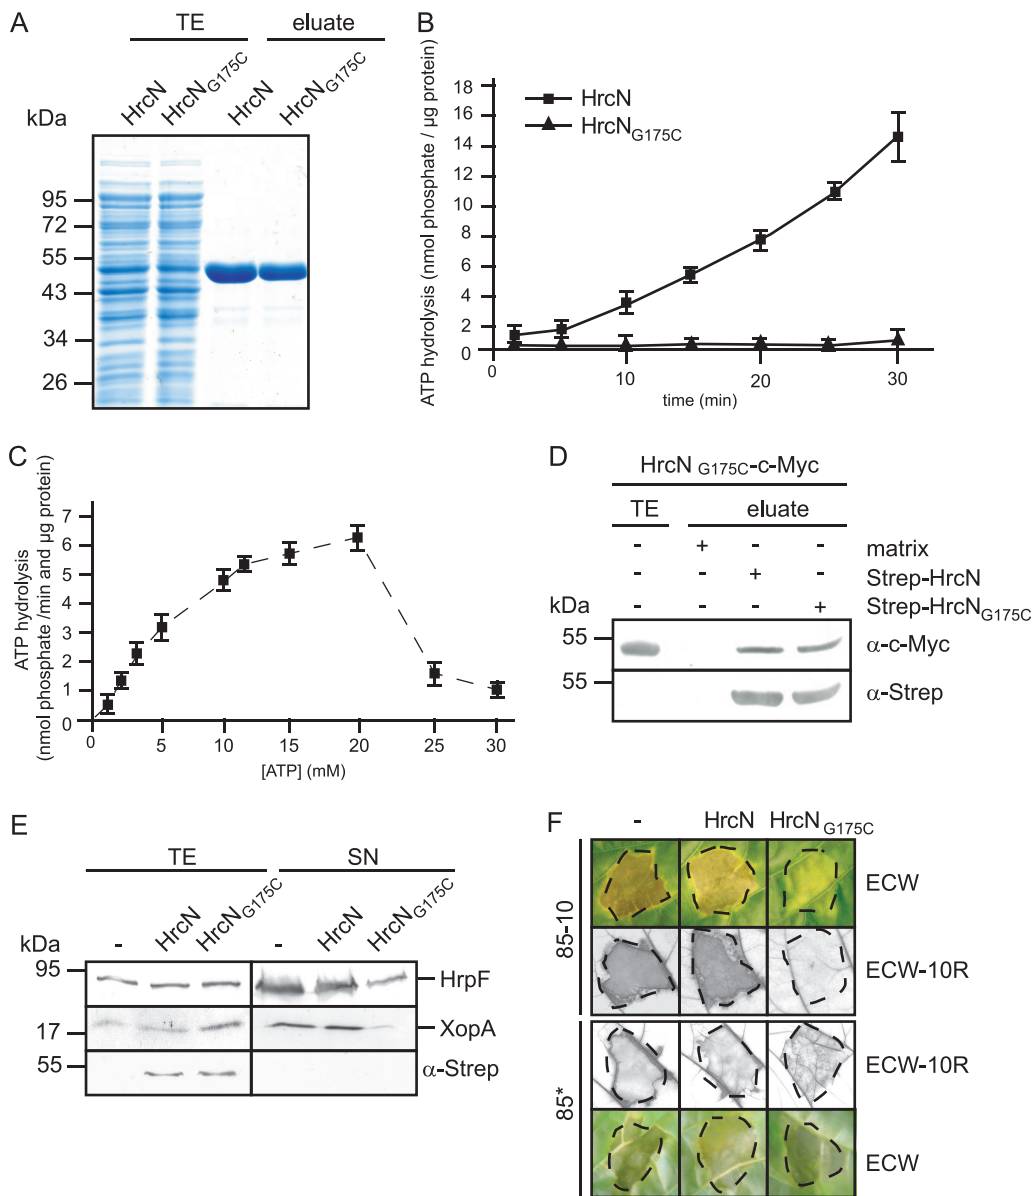 A
TE eluate
HrcN HrcNG175C HrcN HrcNG175C
kDa
95
72
55
43
34
26
B
ATP hydrolysis (nmol phosphate / µg protein)
18
16
14
12
10
8
6
4
2
0
HrcN
HrcNG175C
10 20 30
time (min)
C
ATP hydrolysis
(nmol phosphate /min and µg protein)
7
6
5
4
3
2
1
0
0 5 10 15 20 25 30
[ATP] (mM)
D
HrcN G175C-c-Myc
TE eluate
- + - - matrix
- - + - Strep-HrcN
kDa - - - + Strep-HrcNG175C
55 α-c-Myc
55 α-Strep
E
TE SN
- HrcN HrcNG175C - HrcN HrcNG175C
kDa
95 HrpF
17 XopA
55 α-Strep
F
- HrcN HrcNG175C
85-10
ECW
ECW-10R
85*
ECW-10R
ECW